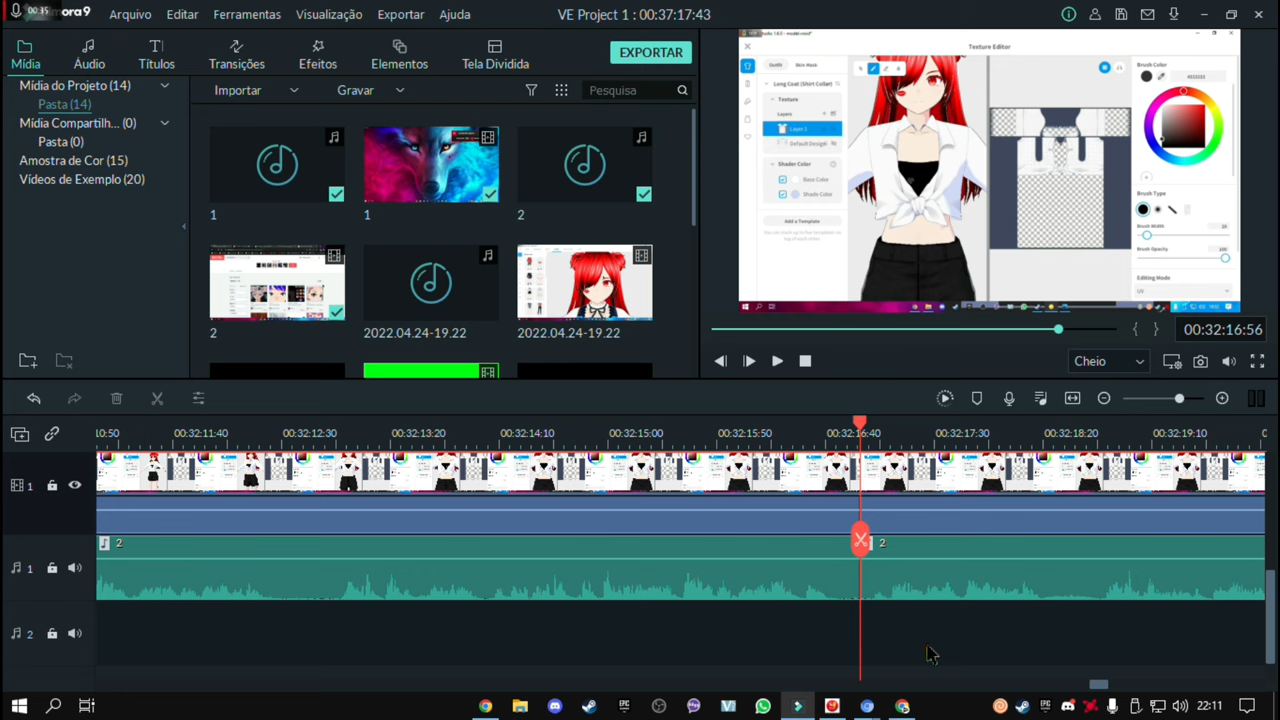 00:35 mora9 Arquivo Editar Ferramentas Visualização Exportar Ajuda VE Project 1 : 00:37:17:43
Mídia Áudio Títulos Transições Efeitos Elementos Tela Dividida EXPORTAR
Mídia do Projeto (14)
Pasta (14)
Mídia Compartilh... (0)
Pasta (0)
Amostra de Cor (15)
Vídeos de Modelo (0)
Importar Gravar Pesquisa
1 1 2
2 2022.04.24-19.22 2022.04.24-19.22
Texture Editor
Outfit Skin Mask
Long Coat (Shirt Collar)
Texture
Layers
Layer 1
Default Design
Shader Color
Base Color
Shade Color
Add a Template
Brush Color
Brush Type
Brush Width
Brush Opacity 100
Editing Mode
UV
{ } 00:32:16:56
Cheio
10:50 00:32:11:40 00:32:12:30 00:32:13:20 00:32:14:10 00:32:15:00 00:32:15:50 00:32:16:40 00:32:17:30 00:32:18:20 00:32:19:10
1
2 2
1
2
22:11